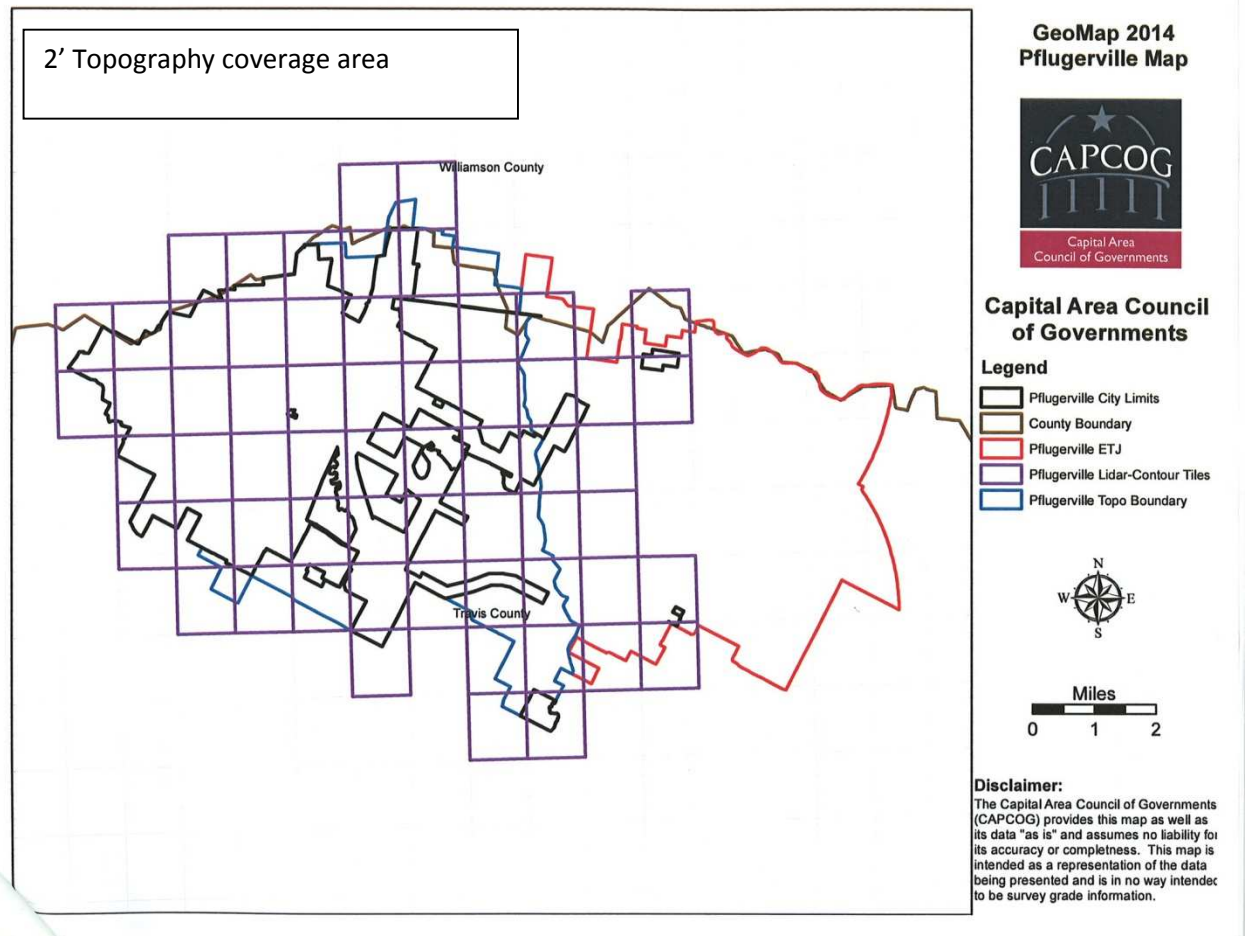 2’ Topography coverage area
Williamson County
Travis County
GeoMap 2014
Pflugerville Map
CAPCOG
Capital Area
Council of Governments
Capital Area Council
of Governments
Legend
Pflugerville City Limits
County Boundary
Pflugerville ETJ
Pflugerville Lidar-Contour Tiles
Pflugerville Topo Boundary
N
W
E
S
Miles
0 1 2
Disclaimer:
The Capital Area Council of Governments
(CAPCOG) provides this map as well as
its data "as is" and assumes no liability for
its accuracy or completness. This map is
intended as a representation of the data
being presented and is in no way intended
to be survey grade information.